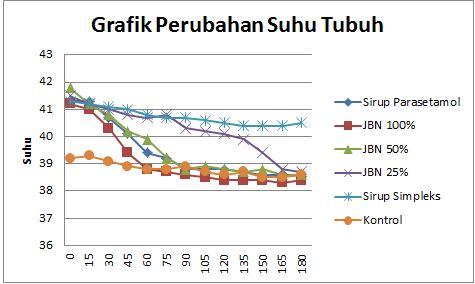 Grafik Perubahan Suhu Tubuh
43
42
41
40
39
38
37
36
Suhu
0 15 30 45 60 75 90 105 120 135 150 165 180
Sirup Parasetamol
JBN 100%
JBN 50%
JBN 25%
Sirup Simpleks
Kontrol